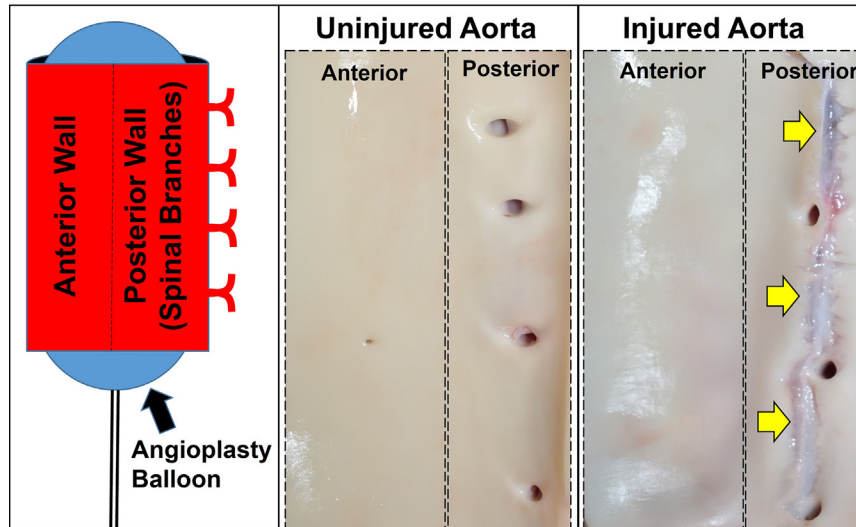 Anterior Wall
Posterior Wall
(Spinal Branches)
Angioplasty
Balloon
Uninjured Aorta
Anterior
Posterior
Injured Aorta
Anterior
Posterior